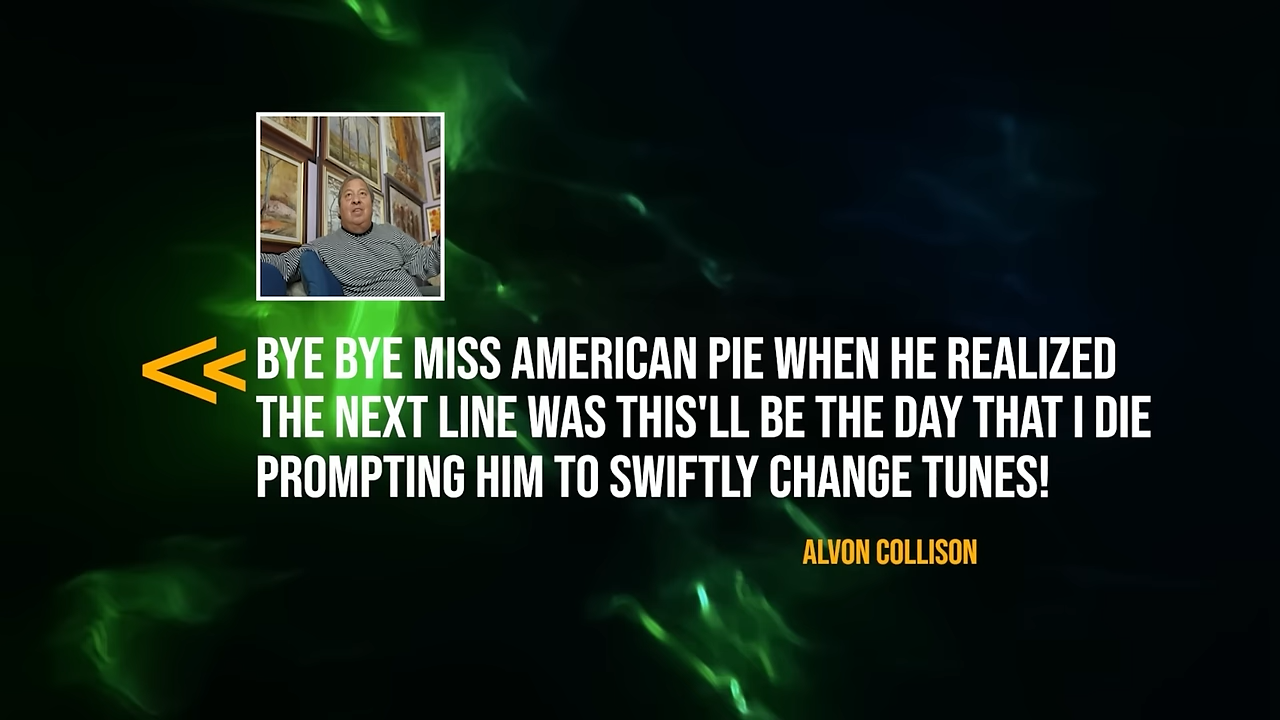 BYE BYE MISS AMERICAN PIE WHEN HE REALIZED
THE NEXT LINE WAS THIS'LL BE THE DAY THAT I DIE
PROMPTING HIM TO SWIFTLY CHANGE TUNES!
ALVON COLLISON